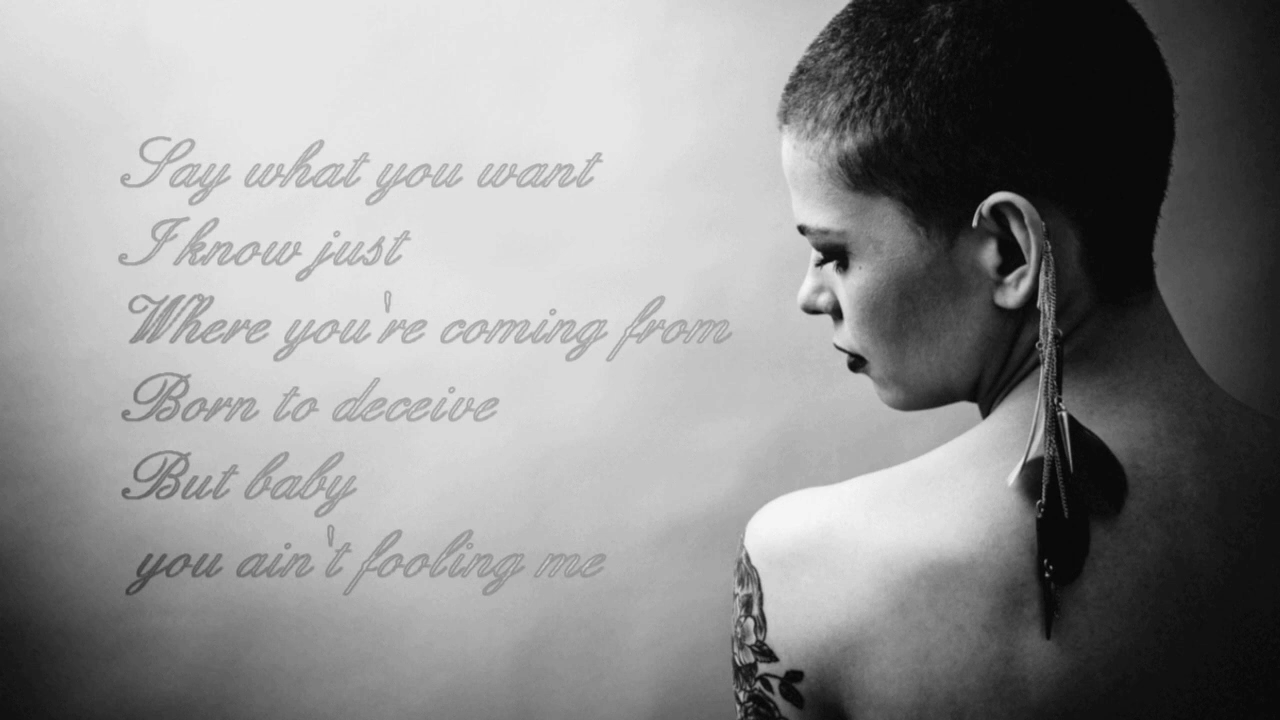 Say what you want
I know just
Where you're coming from
Born to deceive
But baby
you ain't fooling me